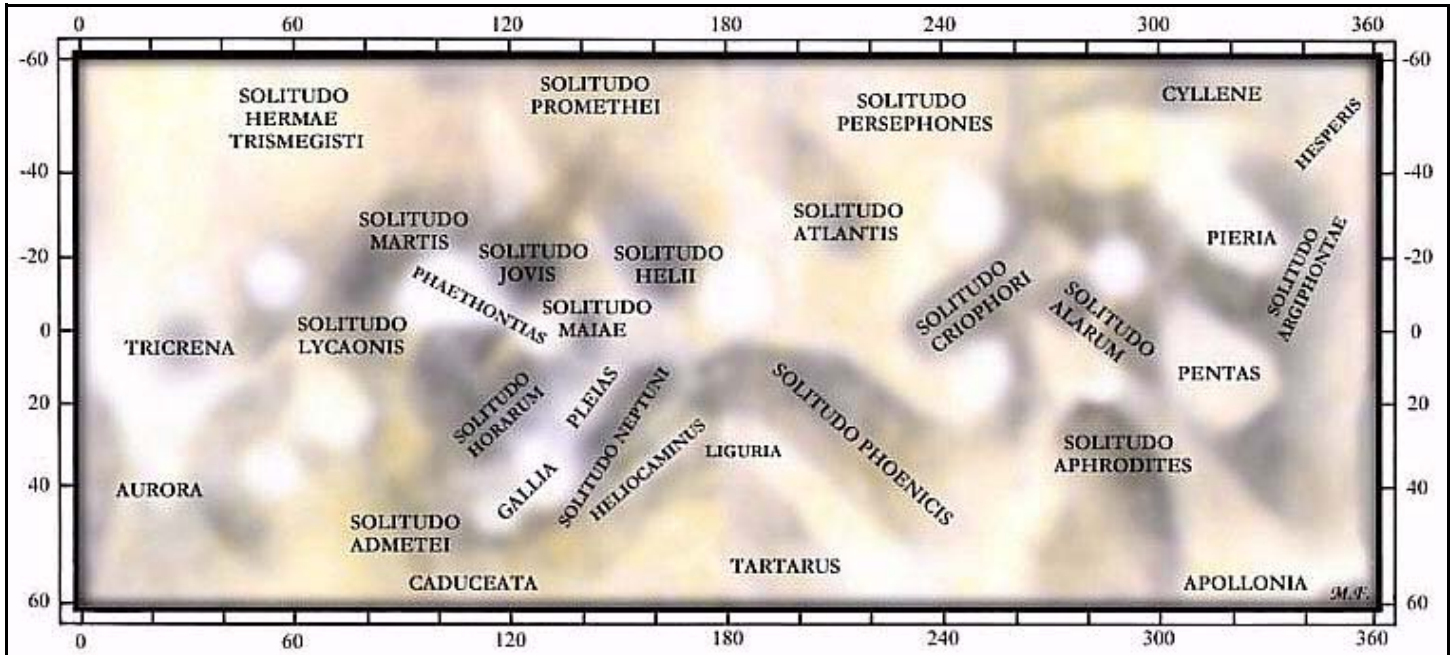 0 60 120 180 240 300 360
-60 -60
SOLITUDO
HERMAE
TRISMEGISTI
SOLITUDO
PROMETHEI
SOLITUDO
PERSEPHONES
CYLLENE
HESPERIS
-40 -40
SOLITUDO
MARTIS
SOLITUDO
JOVIS
SOLITUDO
HELII
SOLITUDO
ATLANTIS
PIERIA
SOLITUDO
ARGIPHONTAE
-20 -20
PHAETHONTIAS
SOLITUDO
MAIAE
SOLITUDO
CRIOPHORI
SOLITUDO
ALARUM
0 0
TRICRENA
SOLITUDO
LYCAONIS
PENTAS
20 20
SOLITUDO
HORARUM
PLEIAS
SOLITUDO NEPTUNI
HELIOCAMINUS
LIGURIA
SOLITUDO PHOENICIS
SOLITUDO
APHRODITES
40 40
AURORA
GALLIA
SOLITUDO
ADMETEI
CADUCEATA
TARTARUS
APOLLONIA
M.F.
60 60
0 60 120 180 240 300 360